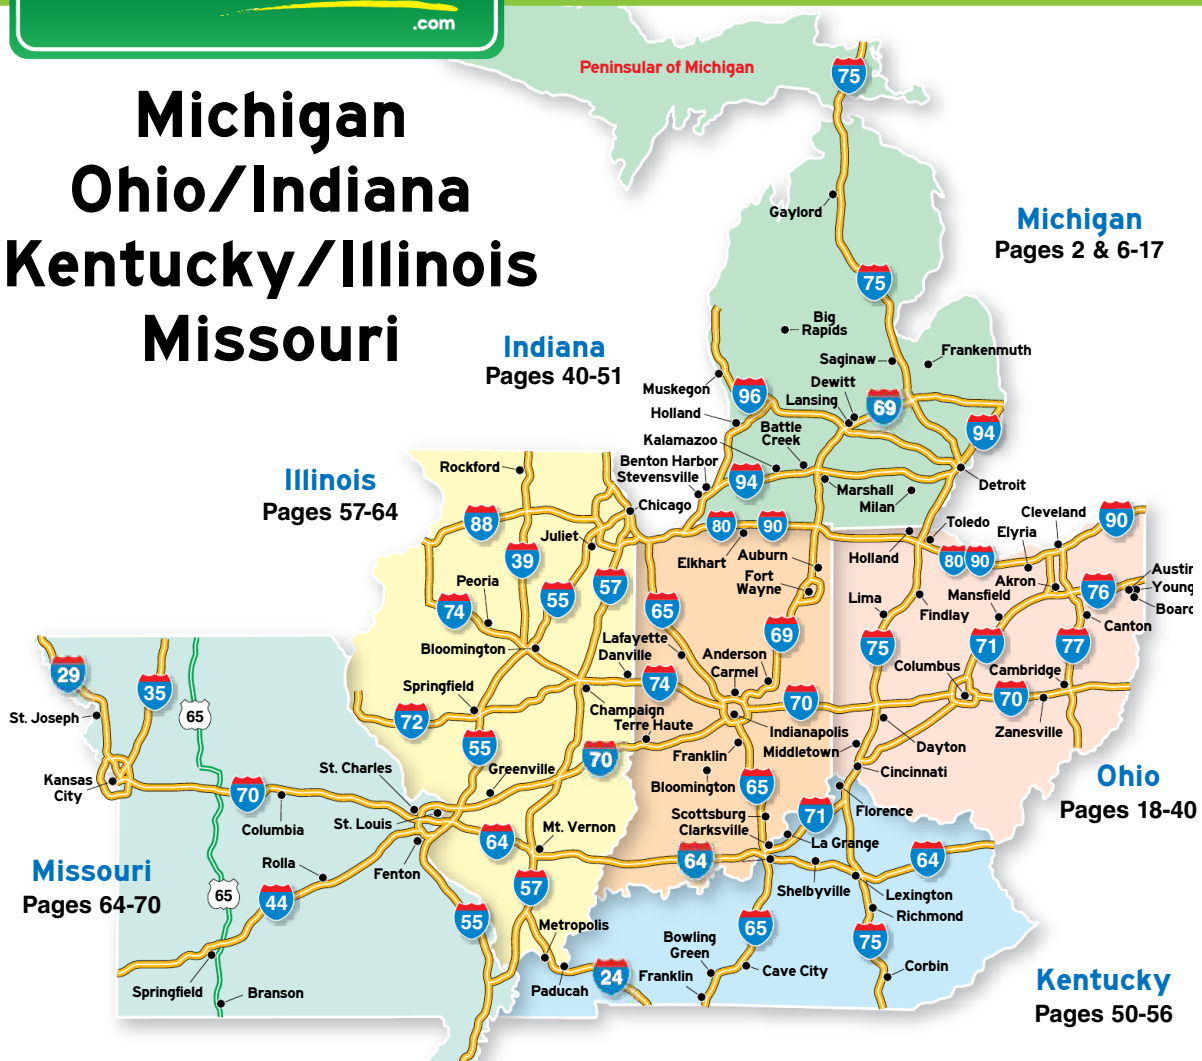 .com
Michigan
Ohio/Indiana
Kentucky/Illinois
Missouri
Peninsular of Michigan
75
Gaylord
Michigan
Pages 2 & 6-17
75
Big
Rapids
Saginaw
Frankenmuth
Indiana
Pages 40-51
Muskegon
96
Dewitt
Lansing
69
Holland
Battle
Creek
94
Kalamazoo
Benton Harbor
Stevensville
94
Marshall
Milan
Detroit
Illinois
Pages 57-64
Rockford
Chicago
88
80
90
Toledo
Cleveland
90
Elyria
Juliet
39
Elkhart
Auburn
Fort
Wayne
Holland
80
90
Akron
76
Austin
Young
Board
Peoria
74
55
57
65
Lima
Findlay
Mansfield
Canton
Bloomington
Lafayette
Danville
69
75
71
77
Anderson
Carmel
Columbus
Cambridge
29
35
65
St. Joseph
Springfield
74
70
70
72
Champaign
Terre Haute
Indianapolis
Middletown
Dayton
Zanesville
55
70
Franklin
Bloomington
Cincinnati
Kansas
City
St. Charles
Greenville
65
Ohio
Pages 18-40
70
Columbia
St. Louis
Scottsburg
Clarksville
71
Florence
64
Mt. Vernon
La Grange
64
64
Missouri
Pages 64-70
Rolla
Fenton
Shelbyville
Lexington
Richmond
65
44
57
55
65
75
Metropolis
Bowling
Green
Cave City
Corbin
Springfield
Branson
Paducah
24
Franklin
Kentucky
Pages 50-56